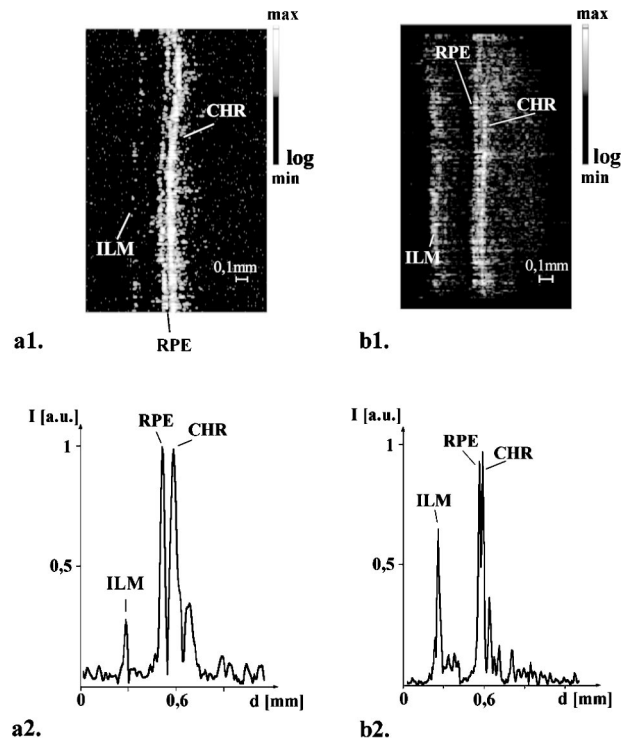 max
CHR
log
min
ILM
0,1mm
a1.
RPE
max
RPE
CHR
log
min
ILM
0,1mm
b1.
I [a.u.]
RPE
CHR
1
0,5
ILM
0
0,6
d [mm]
a2.
I [a.u.]
RPE
CHR
1
ILM
0,5
0
0,6
d [mm]
b2.